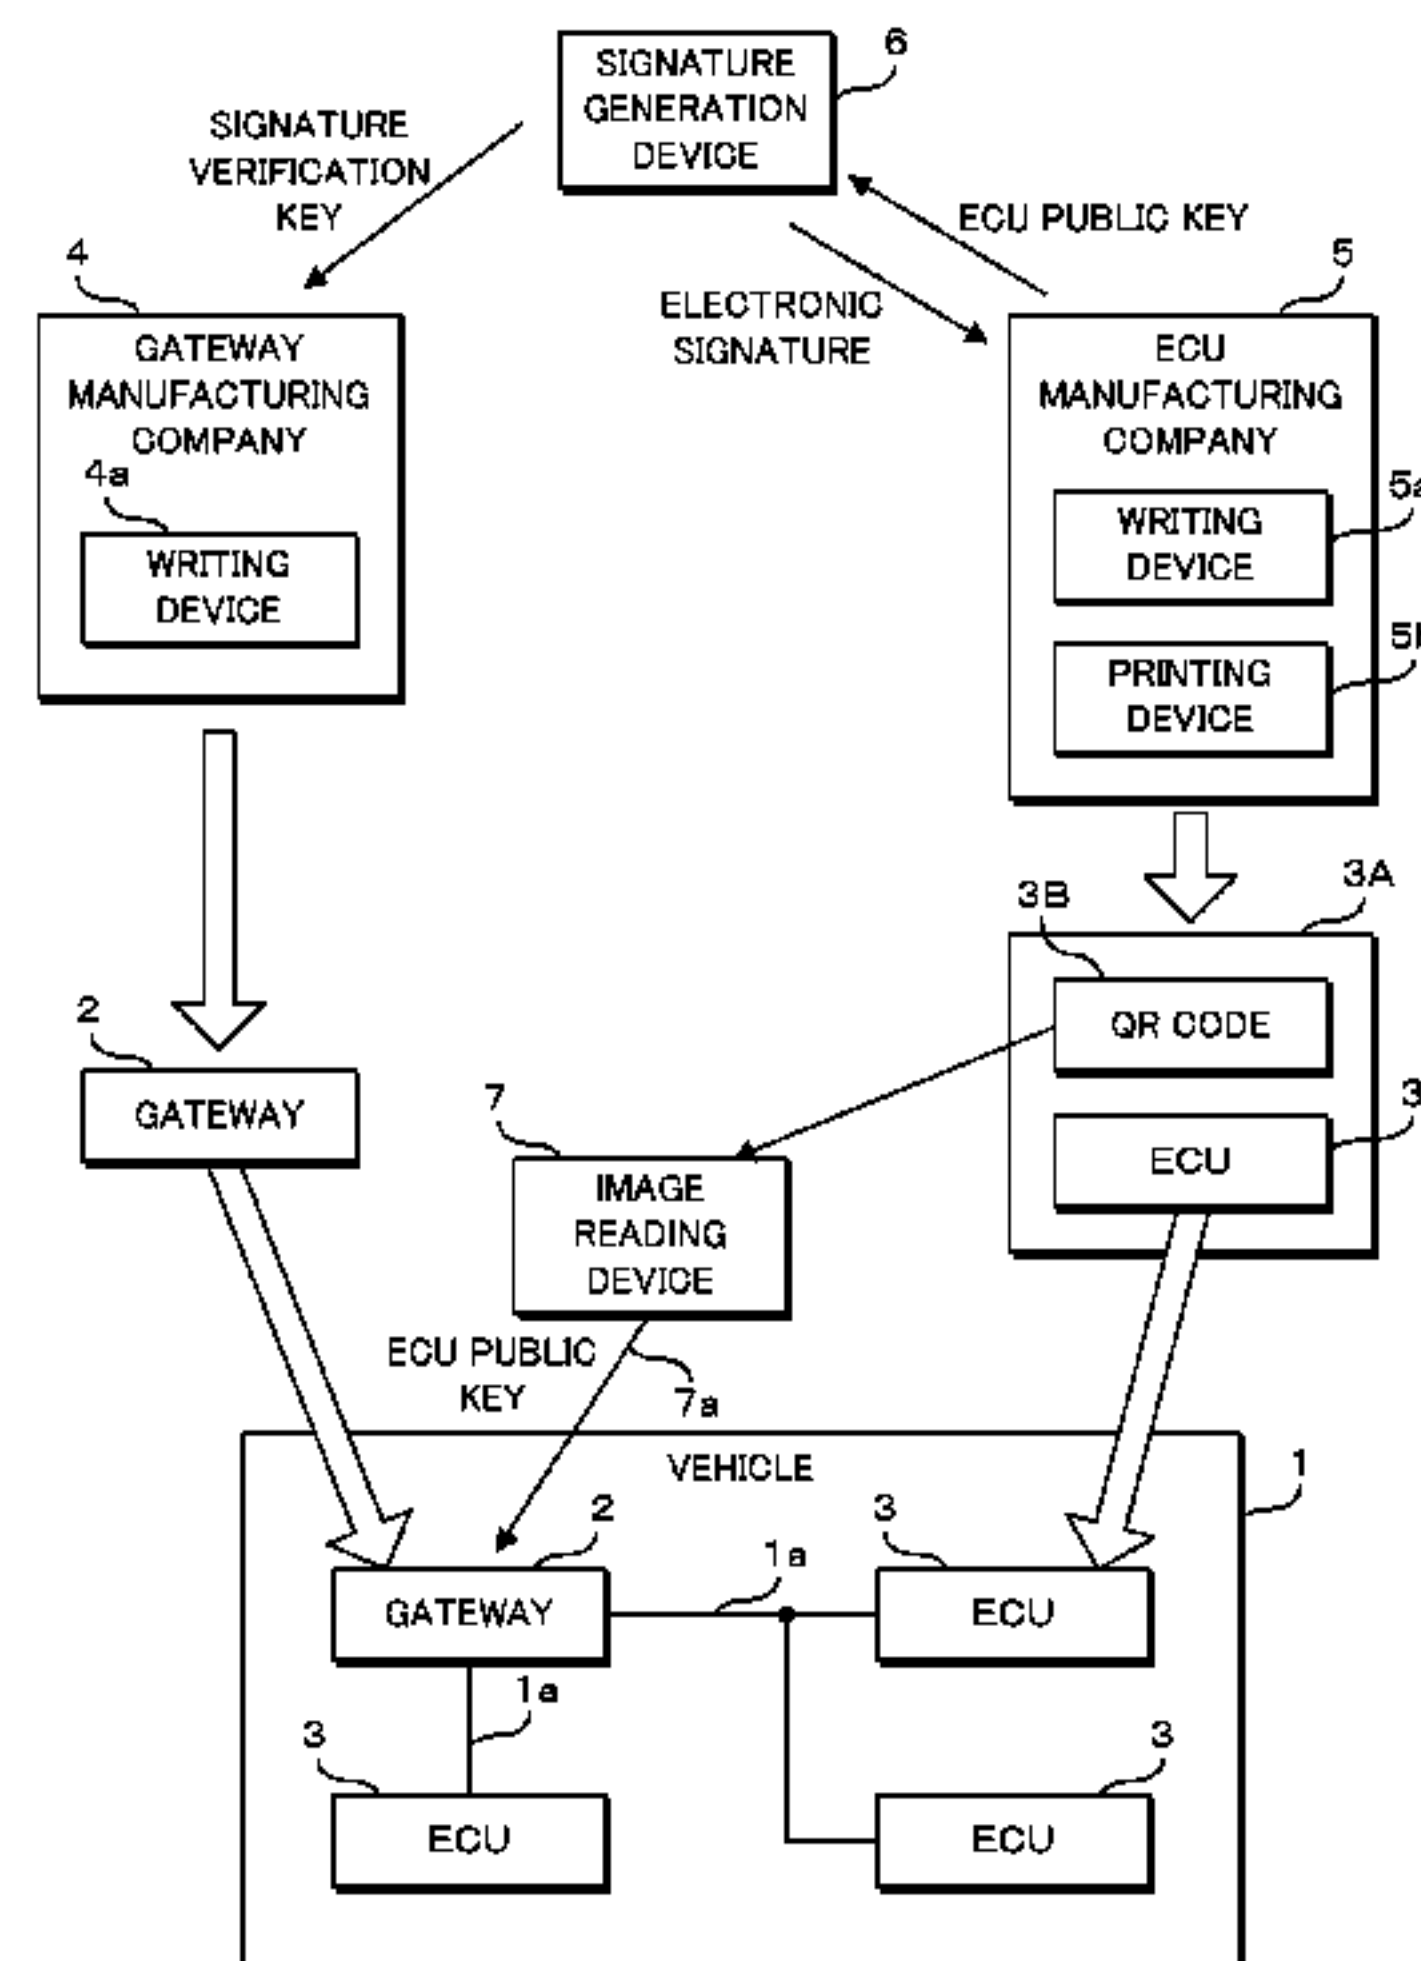 6
SIGNATURE
GENERATION
DEVICE
SIGNATURE
VERIFICATION
KEY
ECU PUBLIC KEY
ELECTRONIC
SIGNATURE
4
GATEWAY
MANUFACTURING
COMPANY
4a
WRITING
DEVICE
5
ECU
MANUFACTURING
COMPANY
WRITING
DEVICE
PRINTING
DEVICE
3A
3B
QR CODE
3
ECU
2
GATEWAY
7
IMAGE
READING
DEVICE
ECU PUBLIC
KEY
7a
VEHICLE
1
2
GATEWAY
1a
3
ECU
1a
3
ECU
3
ECU